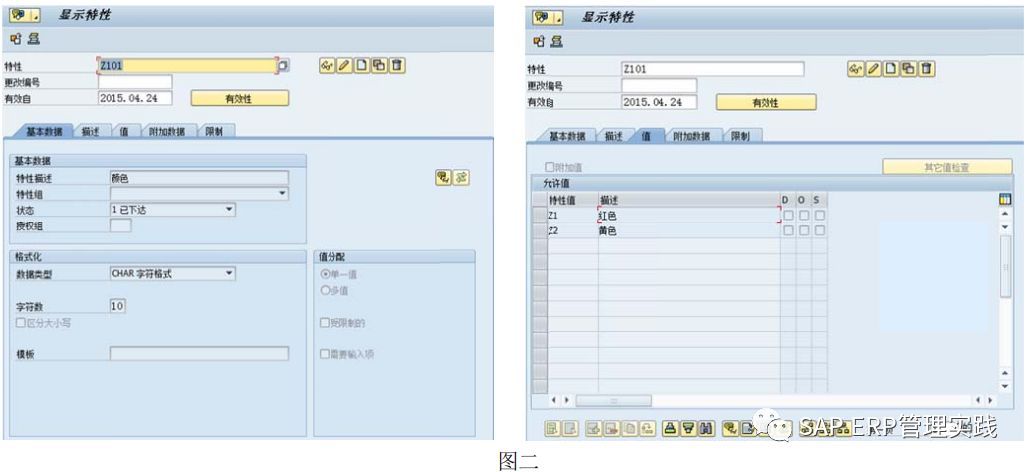 显示特性
特性 Z101
更改编号
有效自 2015.04.24 有效性
基本数据 描述 值 附加数据 限制
基本数据
特性描述 颜色
特性组
状态 1 已下达
授权组
格式化
数据类型 CHAR 字符格式
字符数 10
区分大小写
模板
值分配
单一值
多值
受限制的
需要输入项
显示特性
特性 Z101
更改编号
有效自 2015.04.24 有效性
基本数据 描述 值 附加数据 限制
附加值 其它值检查
允许值
特性值 描述 D O S
Z1 红色
Z2 黄色
SAP ERP管理实践
图二